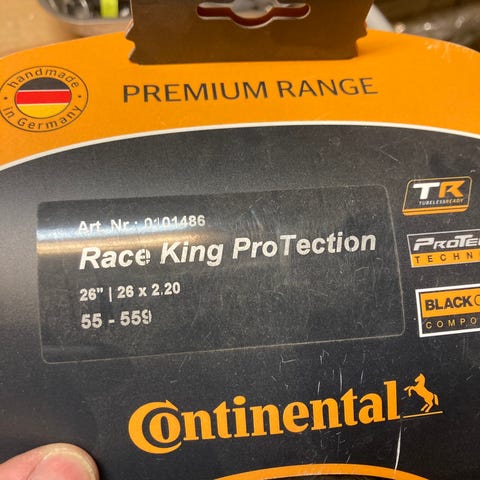 handmade
in Germany
PREMIUM RANGE
Art. Nr.: 0101486
Race King ProTection
26" | 26 x 2.20
55 - 559
TR
TUBELESS READY
Continental